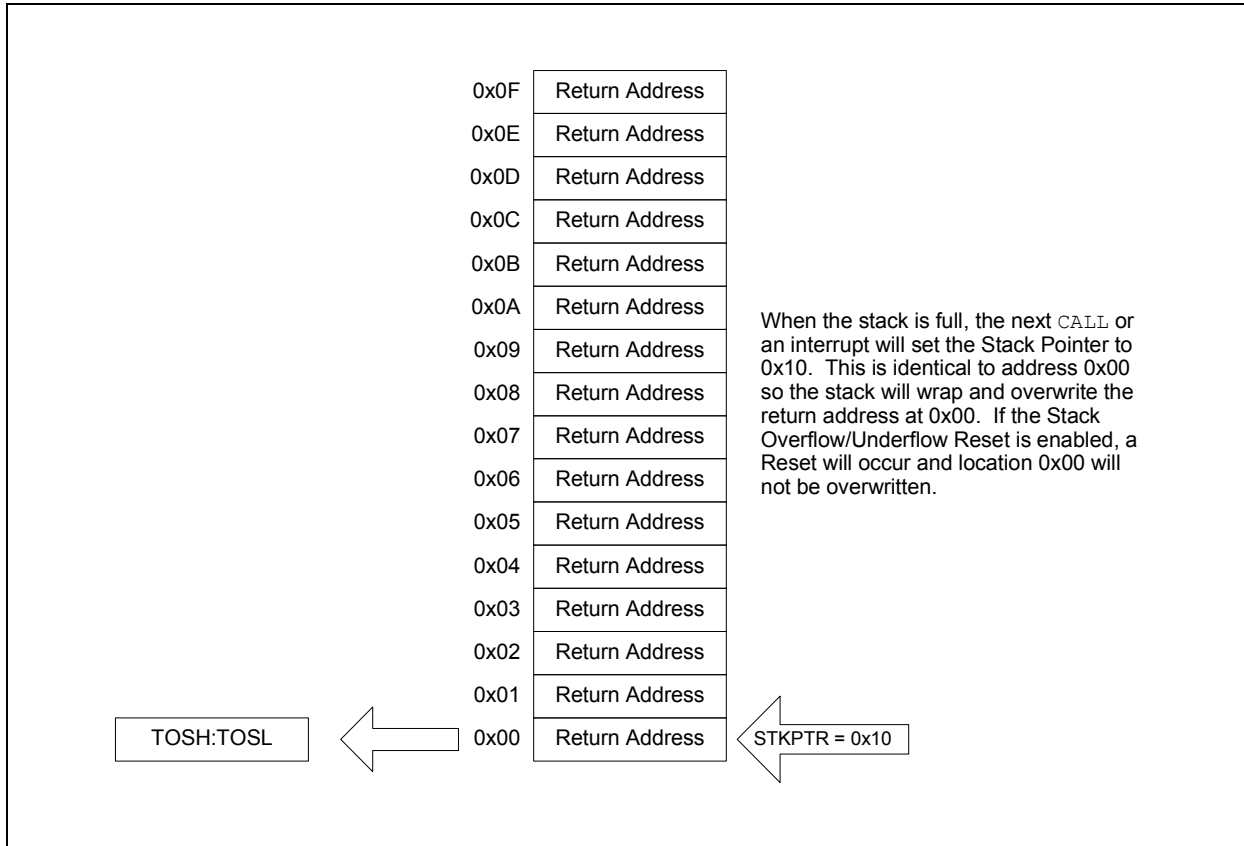 0x0F Return Address
0x0E Return Address
0x0D Return Address
0x0C Return Address
0x0B Return Address
0x0A Return Address
0x09 Return Address
0x08 Return Address
0x07 Return Address
0x06 Return Address
0x05 Return Address
0x04 Return Address
0x03 Return Address
0x02 Return Address
0x01 Return Address
TOSH:TOSL 0x00 Return Address STKPTR = 0x10
When the stack is full, the next CALL or
an interrupt will set the Stack Pointer to
0x10. This is identical to address 0x00
so the stack will wrap and overwrite the
return address at 0x00. If the Stack
Overflow/Underflow Reset is enabled, a
Reset will occur and location 0x00 will
not be overwritten.